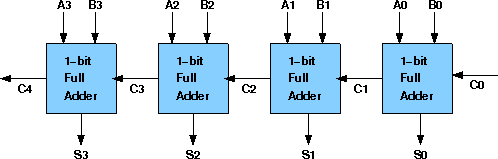 A3 B3 A2 B2 A1 B1 A0 B0
1-bit Full Adder
1-bit Full Adder
1-bit Full Adder
1-bit Full Adder
C4 C3 C2 C1 C0
S3 S2 S1 S0